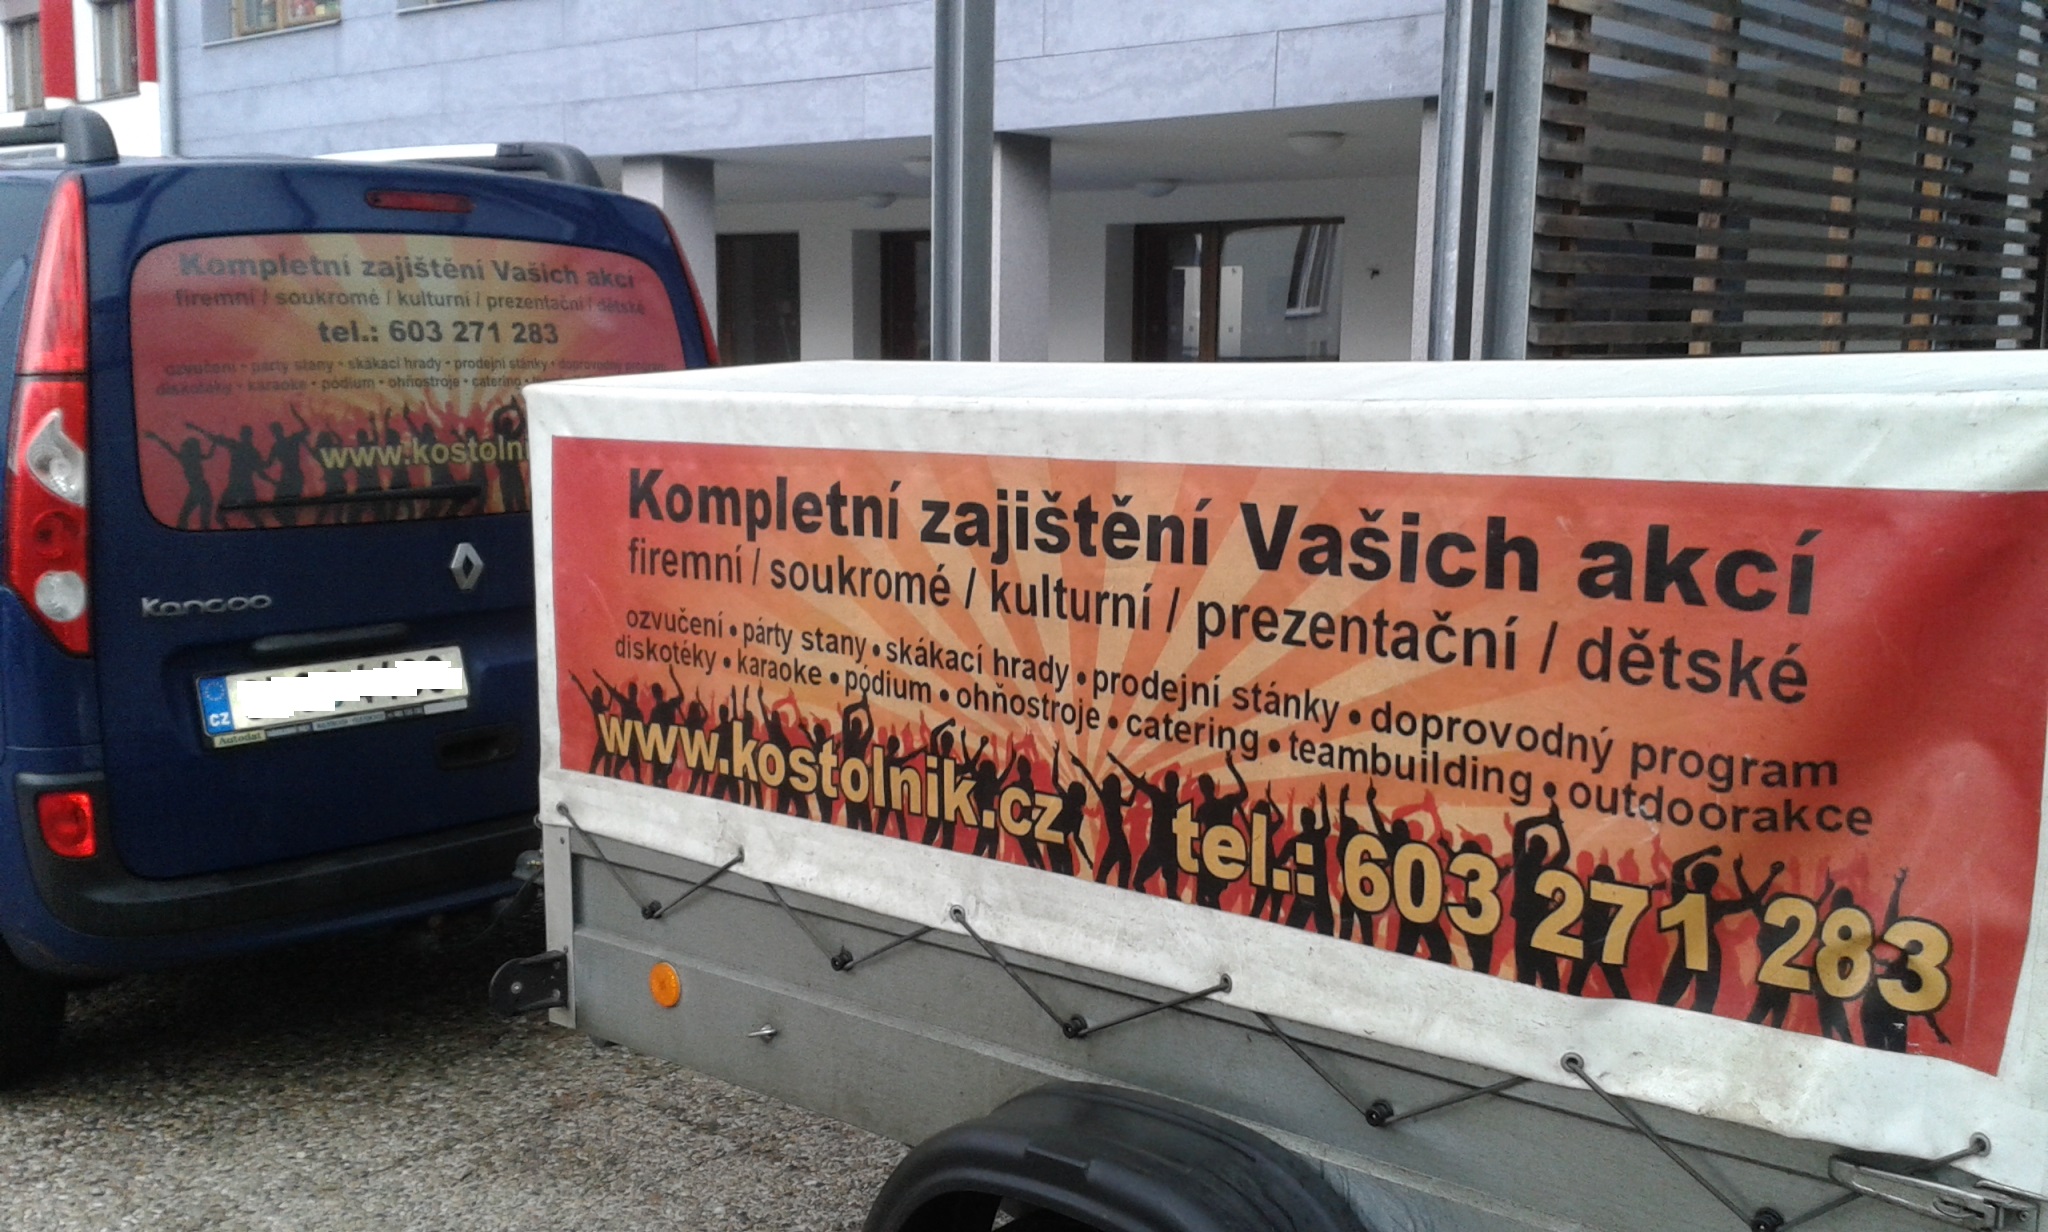 Kompletní zajištění Vašich akcí
firemní / soukromé / kulturní / prezentační / dětské
tel.: 603 271 283
ozvučení • párty stany • skákací hrady • prodejní stánky • doprovodný program
diskotéky • karaoke • pódium • ohňostroje • catering
www.kostolni
Kangoo
CZ
Autodat
Kompletní zajištění Vašich akcí
firemní / soukromé / kulturní / prezentační / dětské
ozvučení • párty stany • skákací hrady • prodejní stánky • doprovodný program
diskotéky • karaoke • pódium • ohňostroje • catering • teambuilding • outdoorakce
www.kostolnik.cz
tel.: 603 271 283